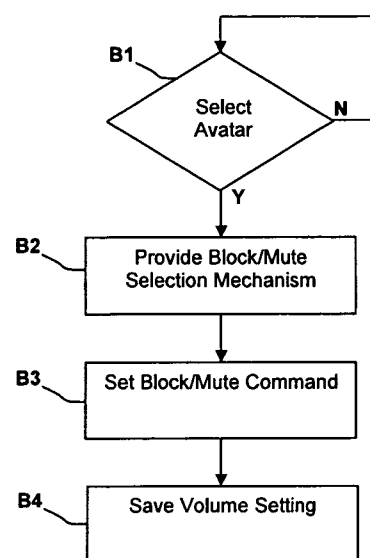 B1
Select
Avatar
N
Y
B2
Provide Block/Mute
Selection Mechanism
B3
Set Block/Mute Command
B4
Save Volume Setting